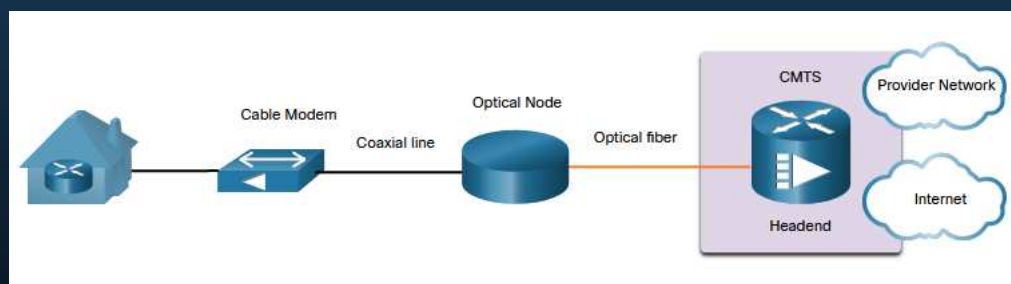 CMTS
Provider Network
Optical Node
Cable Modem
Coaxial line
Optical fiber
Internet
Headend